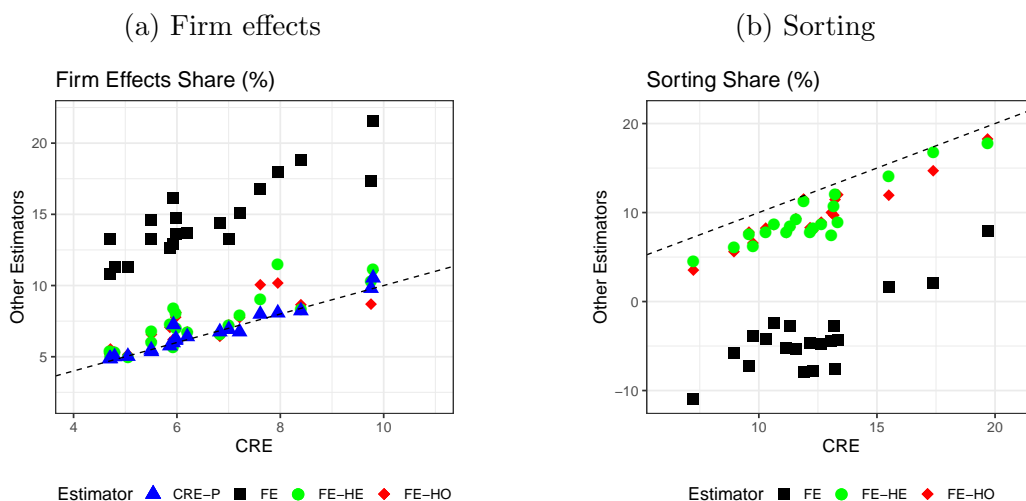 (a) Firm effects
Firm Effects Share (%)
Other Estimators
20
15
10
5
4 6 8 10
CRE
Estimator CRE−P FE FE−HE FE−HO
(b) Sorting
Sorting Share (%)
Other Estimators
20
10
0
−10
10 15 20
CRE
Estimator FE FE−HE FE−HO